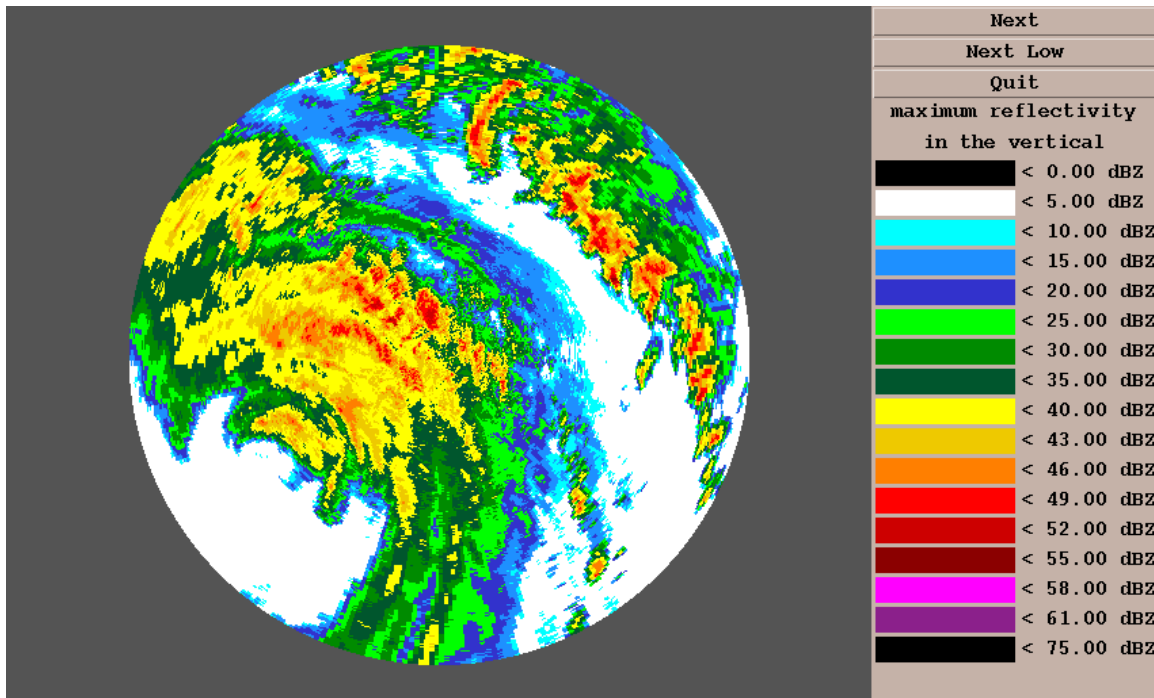 Next
Next Low
Quit
maximum reflectivity
in the vertical
< 0.00 dBZ
< 5.00 dBZ
< 10.00 dBZ
< 15.00 dBZ
< 20.00 dBZ
< 25.00 dBZ
< 30.00 dBZ
< 35.00 dBZ
< 40.00 dBZ
< 43.00 dBZ
< 46.00 dBZ
< 49.00 dBZ
< 52.00 dBZ
< 55.00 dBZ
< 58.00 dBZ
< 61.00 dBZ
< 75.00 dBZ